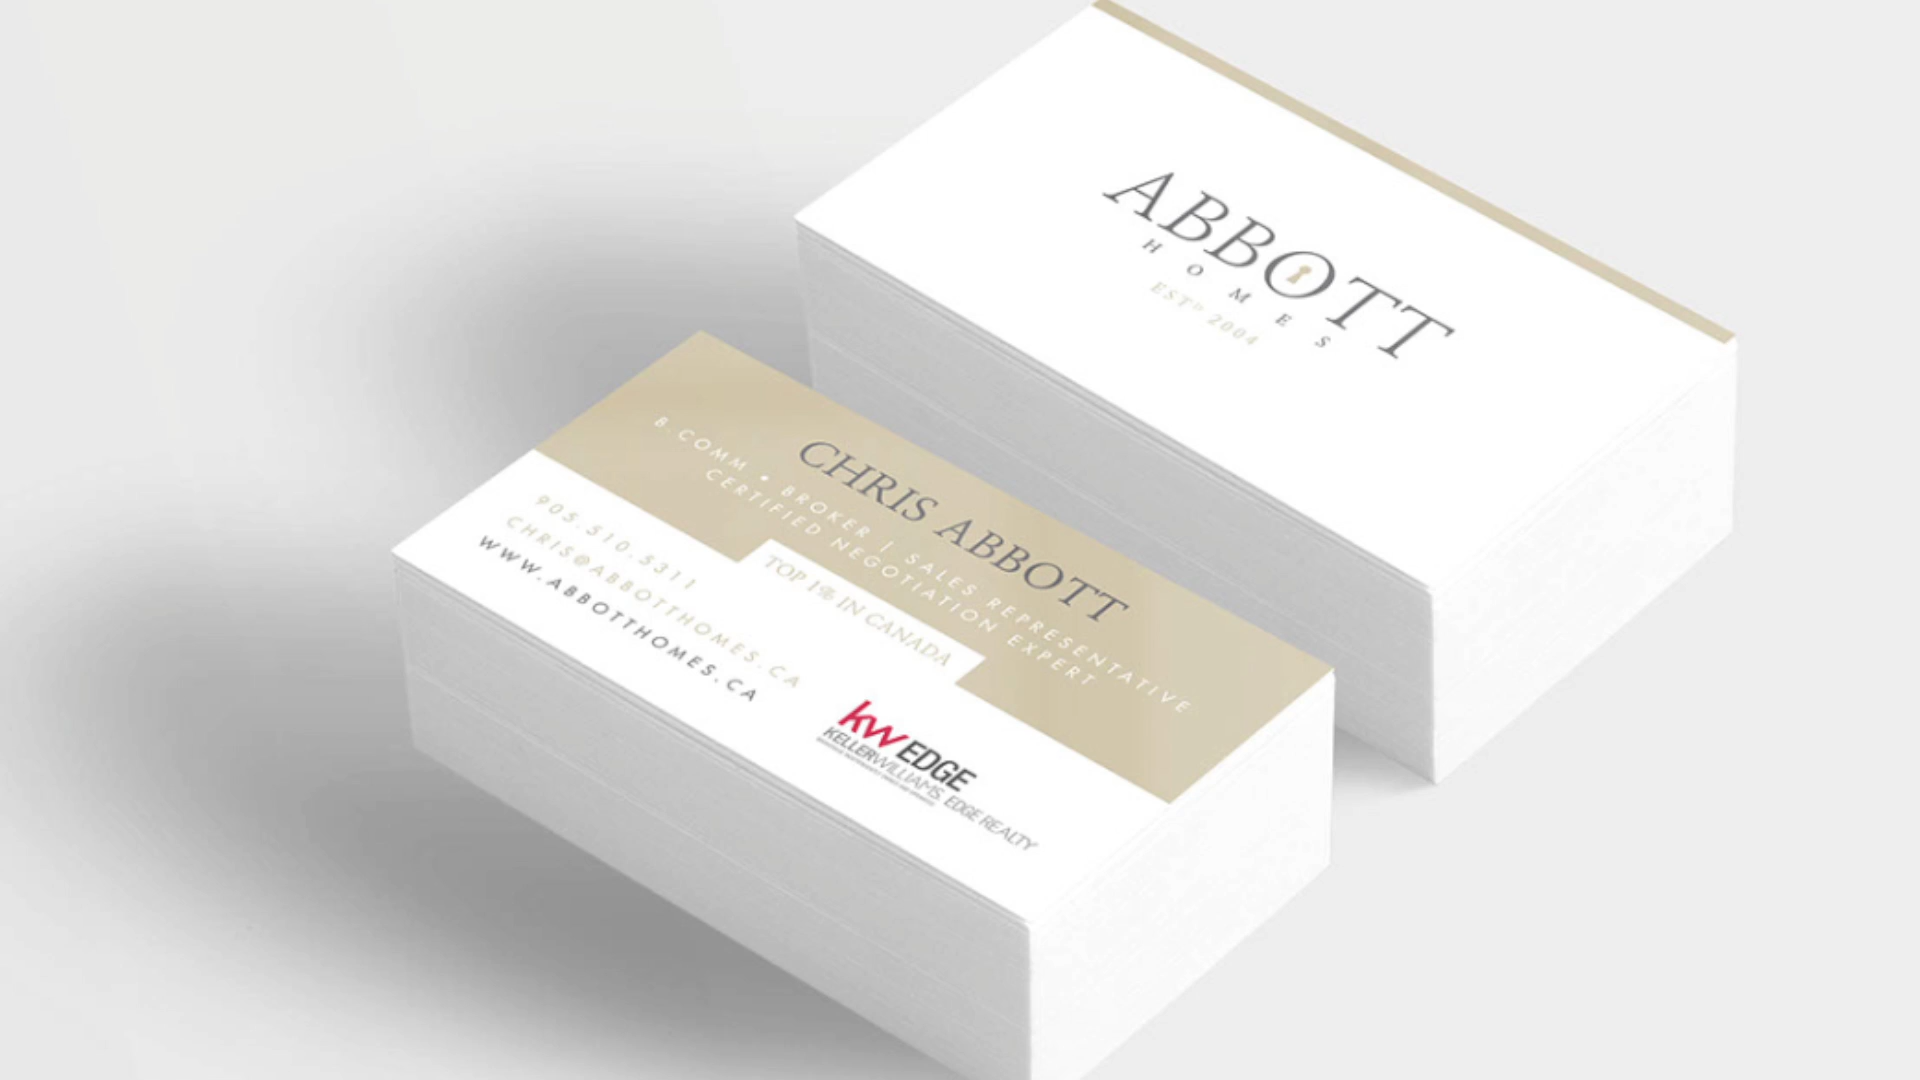 ABBOTT
HOMES
ESTD 2004
CHRIS ABBOTT
B.COMM • BROKER | SALES REPRESENTATIVE
CERTIFIED NEGOTIATION EXPERT
TOP 1% IN CANADA
905.510.5311
CHRIS@ABBOTTHOMES.CA
WWW.ABBOTTHOMES.CA
kw EDGE
KELLERWILLIAMS. EDGE REALTY